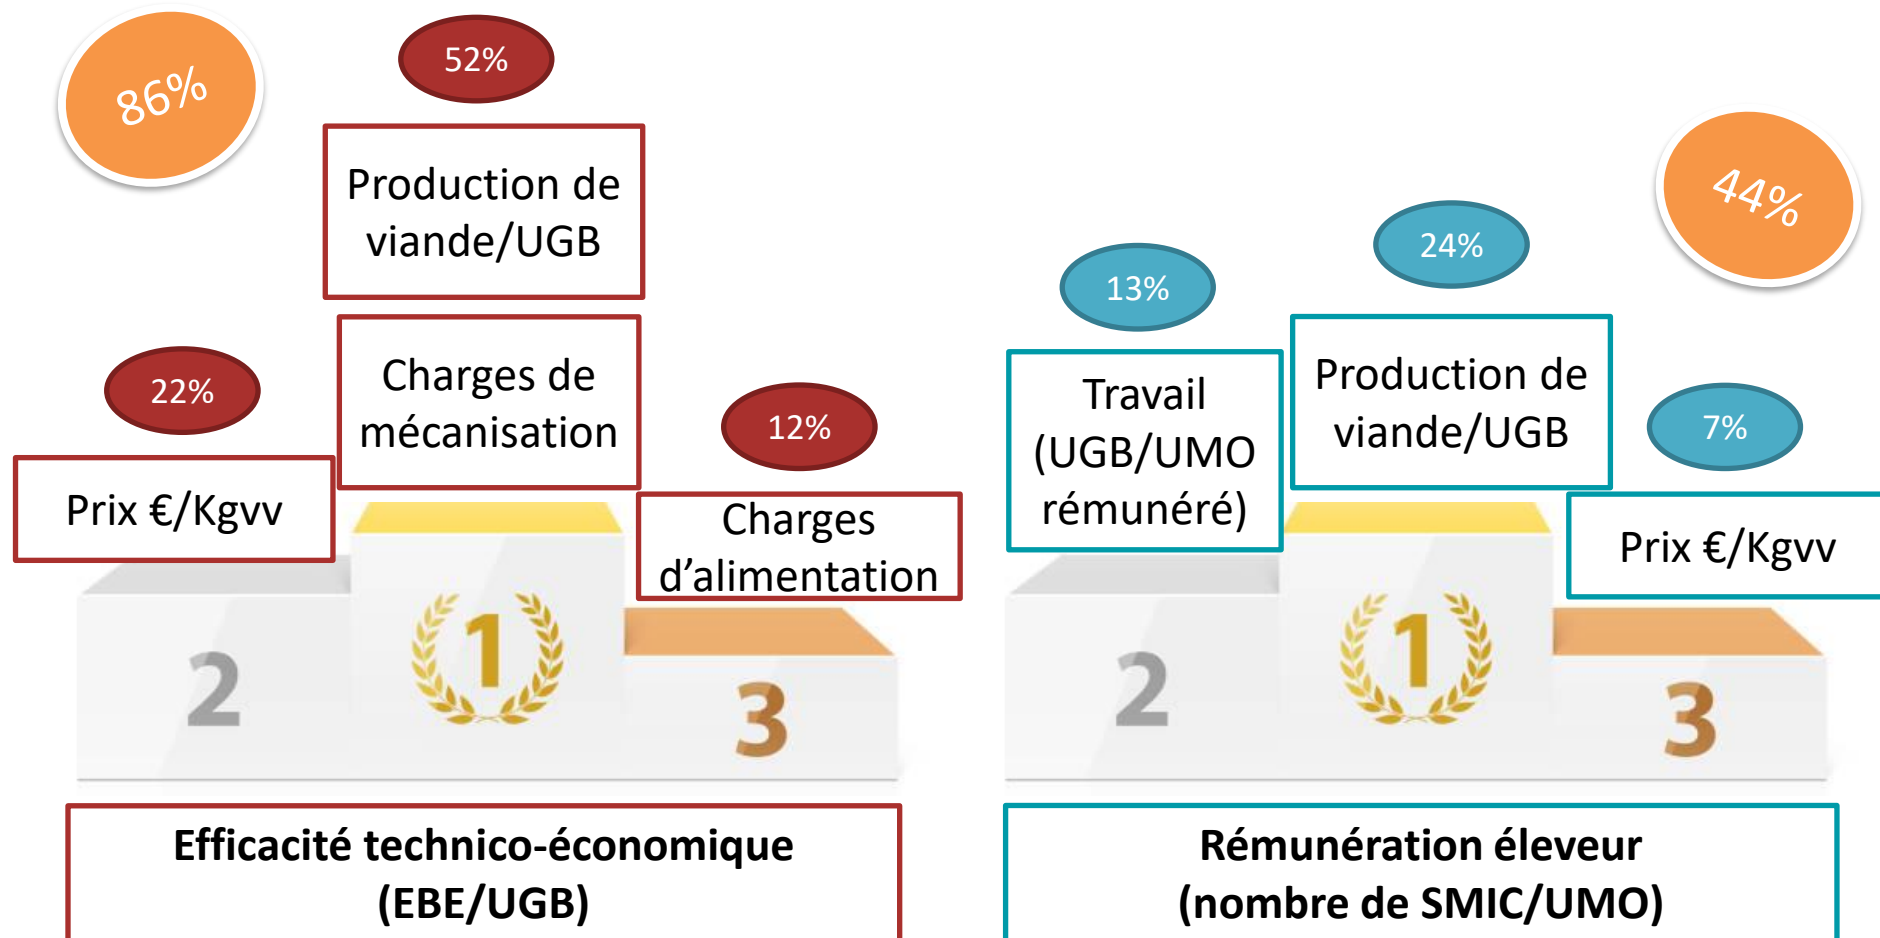 86%
52%
Production de
viande/UGB
22%
Charges de
mécanisation
12%
Prix €/Kgvv
Charges
d’alimentation
2
1
3
Efficacité technico-économique
(EBE/UGB)
44%
24%
13%
Production de
viande/UGB
Travail
(UGB/UMO
rémunéré)
7%
Prix €/Kgvv
2
1
3
Rémunération éleveur
(nombre de SMIC/UMO)